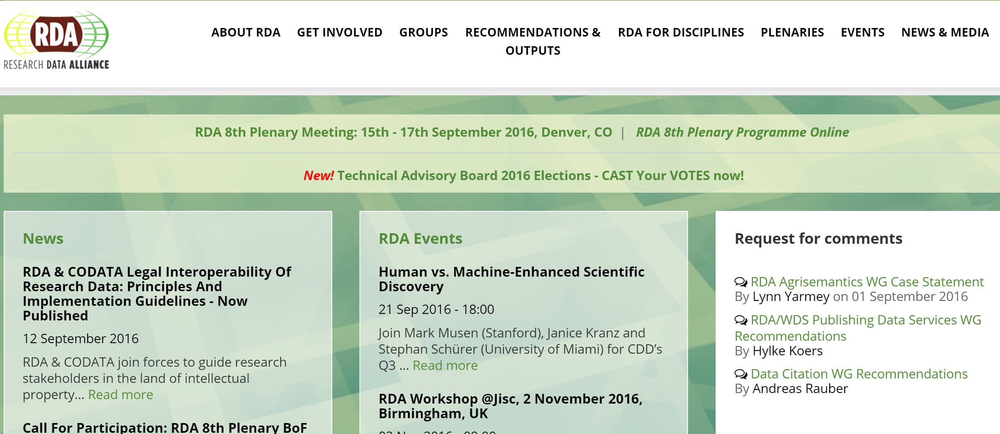 RDA
RESEARCH DATA ALLIANCE
ABOUT RDA
GET INVOLVED
GROUPS
RECOMMENDATIONS &
OUTPUTS
RDA FOR DISCIPLINES
PLENARIES
EVENTS
NEWS & MEDIA
RDA 8th Plenary Meeting: 15th - 17th September 2016, Denver, CO | RDA 8th Plenary Programme Online
New! Technical Advisory Board 2016 Elections - CAST Your VOTES now!
News
RDA & CODATA Legal Interoperability Of
Research Data: Principles And
Implementation Guidelines - Now
Published
12 September 2016
RDA & CODATA join forces to guide research
stakeholders in the land of intellectual
property... Read more
Call For Participation: RDA 8th Plenary BoF
RDA Events
Human vs. Machine-Enhanced Scientific
Discovery
21 Sep 2016 - 18:00
Join Mark Musen (Stanford), Janice Kranz and
Stephan Schürer (University of Miami) for CDD’s
Q3 ... Read more
RDA Workshop @Jisc, 2 November 2016,
Birmingham, UK
Request for comments
RDA Agrisemantics WG Case Statement
By Lynn Yarmey on 01 September 2016
RDA/WDS Publishing Data Services WG
Recommendations
By Hylke Koers
Data Citation WG Recommendations
By Andreas Rauber